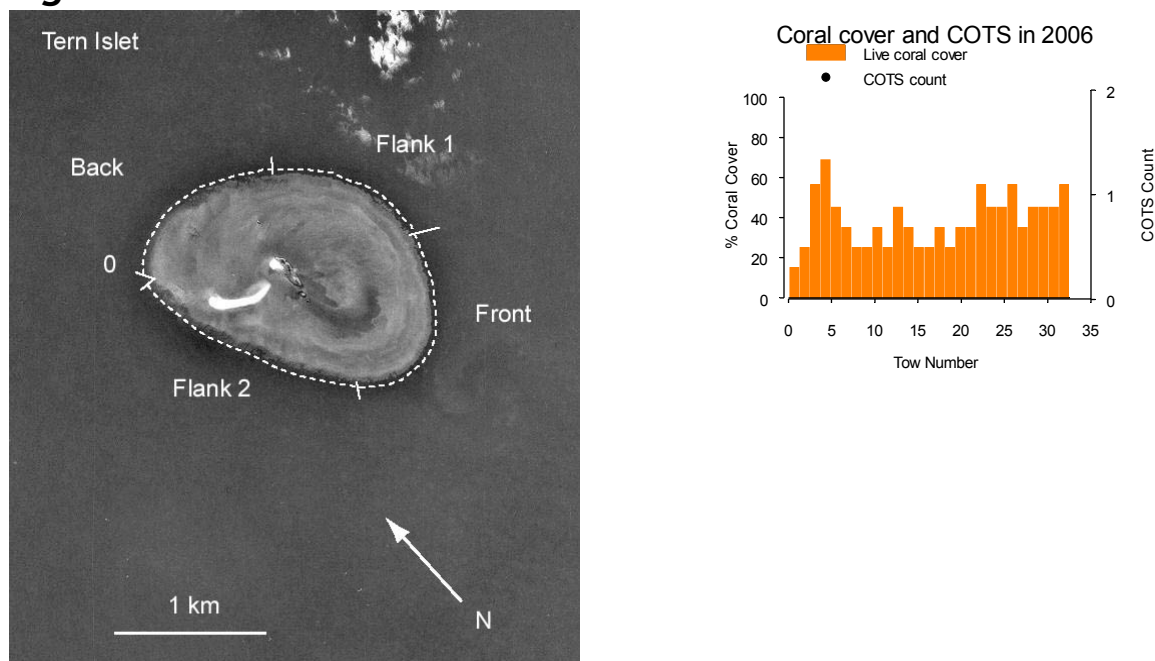 Tern Islet
Back
Flank 1
0
Front
Flank 2
1 km
N
Coral cover and COTS in 2006
Live coral cover
COTS count
% Coral Cover
100
80
60
40
20
0
COTS Count
2
1
0
0 5 10 15 20 25 30 35
Tow Number